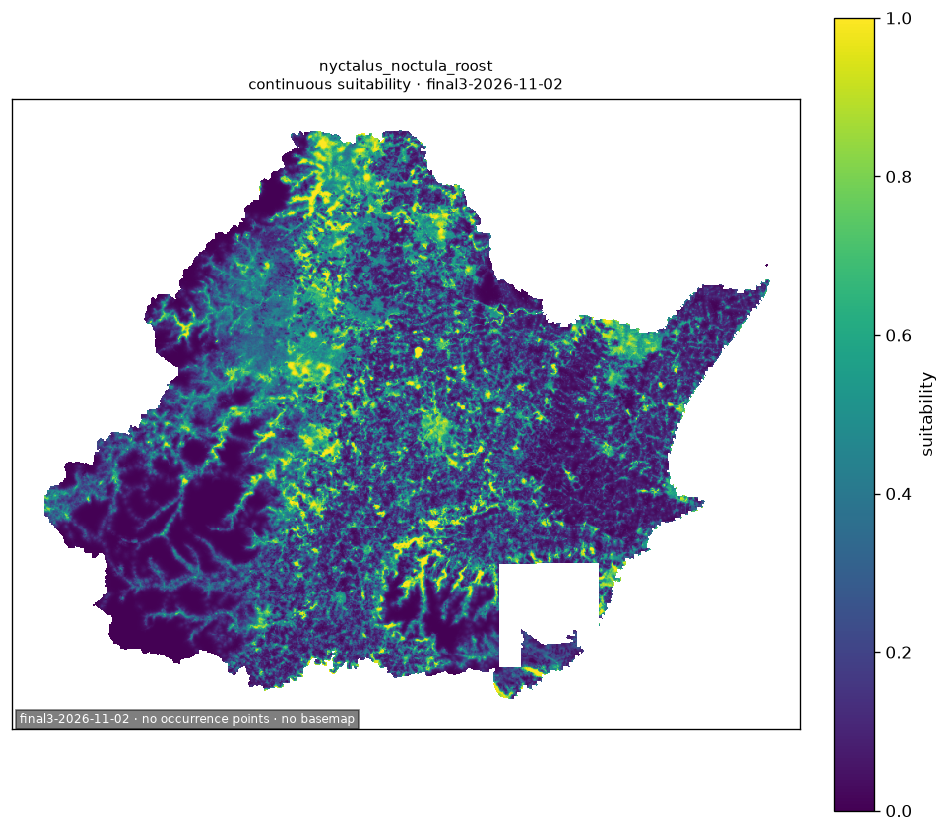 nyctalus_noctula_roost
continuous suitability · final3-2026-11-02
1.0
0.8
0.6
0.4
0.2
0.0
suitability
final3-2026-11-02 · no occurrence points · no basemap